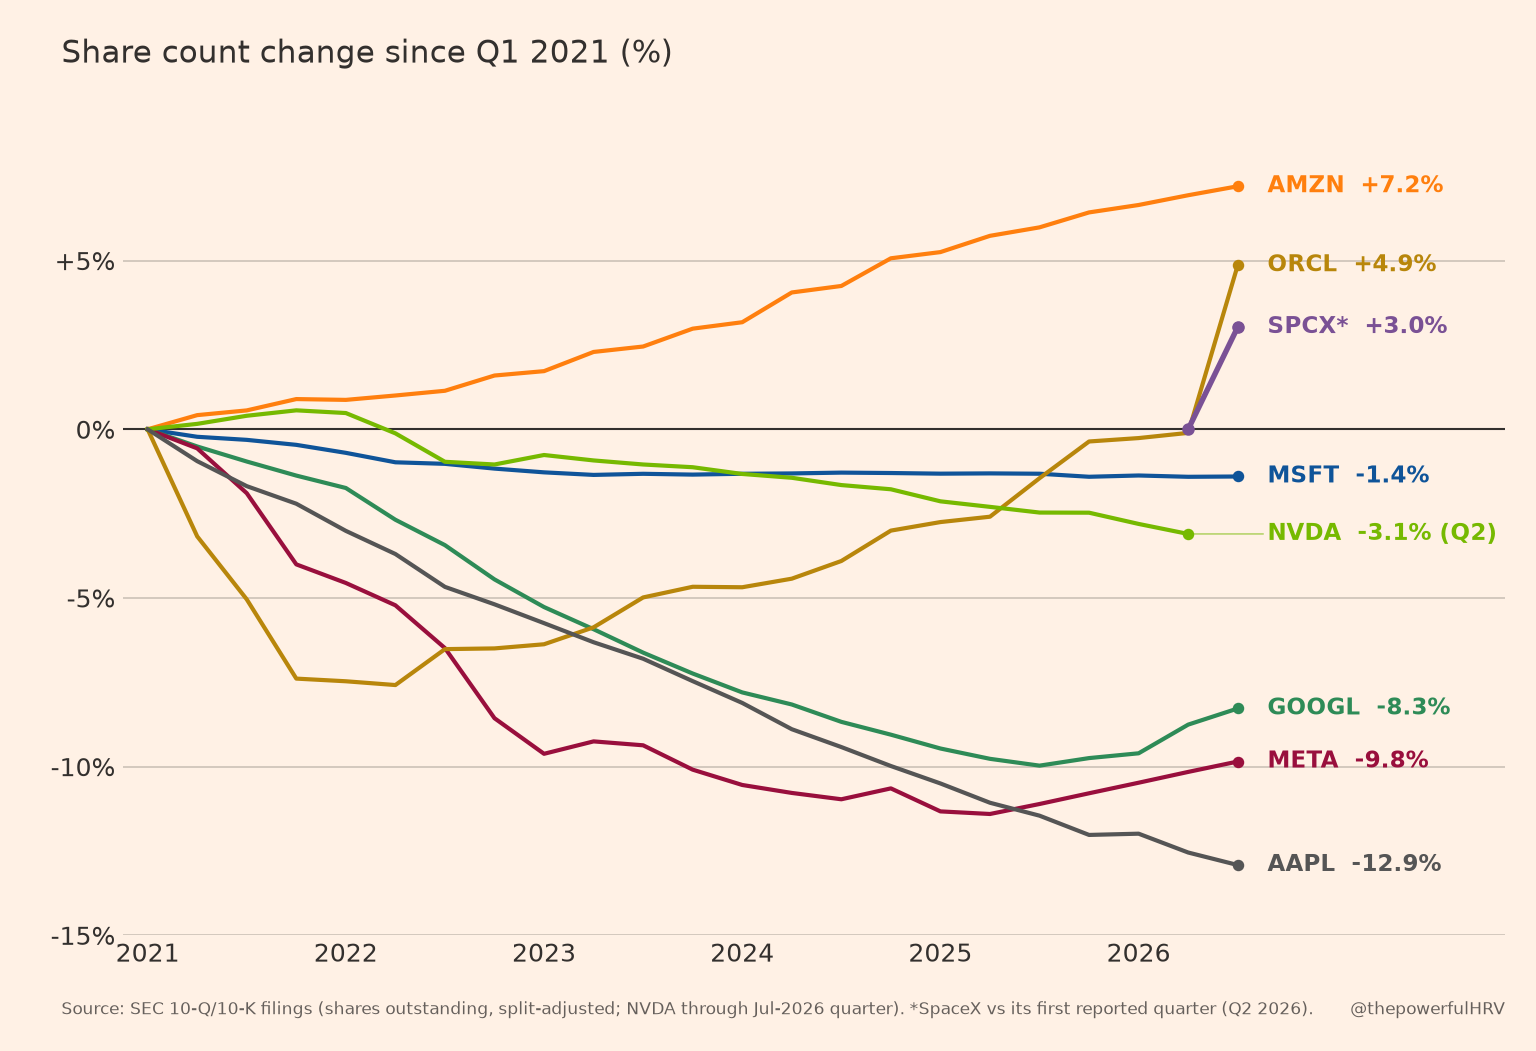 Share count change since Q1 2021 (%)
AMZN +7.2%
+5%
ORCL +4.9%
SPCX* +3.0%
0%
MSFT -1.4%
NVDA -3.1% (Q2)
-5%
GOOGL -8.3%
META -9.8%
-10%
AAPL -12.9%
-15%
2021 2022 2023 2024 2025 2026
Source: SEC 10-Q/10-K filings (shares outstanding, split-adjusted; NVDA through Jul-2026 quarter). *SpaceX vs its first reported quarter (Q2 2026). @thepowerfulHRV